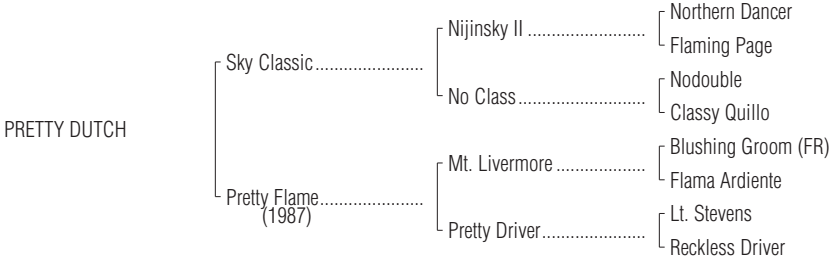 Northern Dancer
Nijinsky II ..........................
Flaming Page
Sky Classic.......................
Nodouble
No Class...........................
Classy Quillo
PRETTY DUTCH
Blushing Groom (FR)
Mt. Livermore ...................
Flama Ardiente
Pretty Flame......................
(1987)
Lt. Stevens
Pretty Driver......................
Reckless Driver